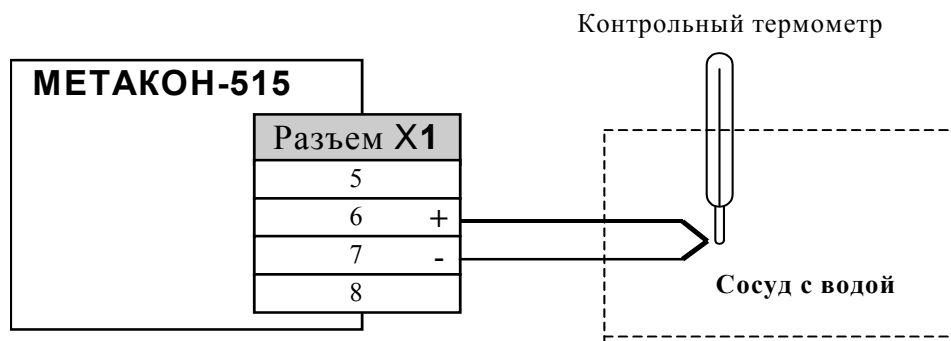 Контрольный термометр
МЕТАКОН-515
Разъем X1
5
6 +
7 -
8
Сосуд с водой